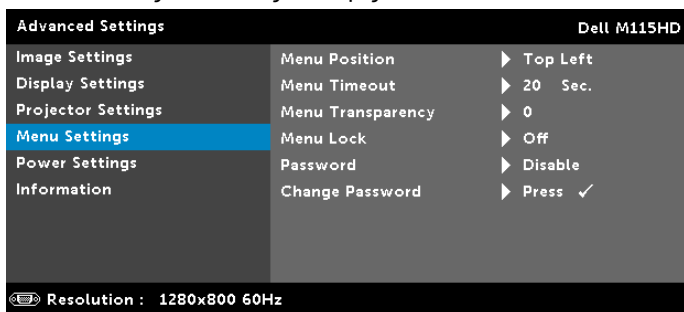 Advanced Settings Dell M115HD
Image Settings Menu Position Top Left
Display Settings Menu Timeout 20 Sec.
Projector Settings Menu Transparency 0
Menu Settings Menu Lock Off
Power Settings Password Disable
Information Change Password Press ✓
Resolution : 1280x800 60Hz